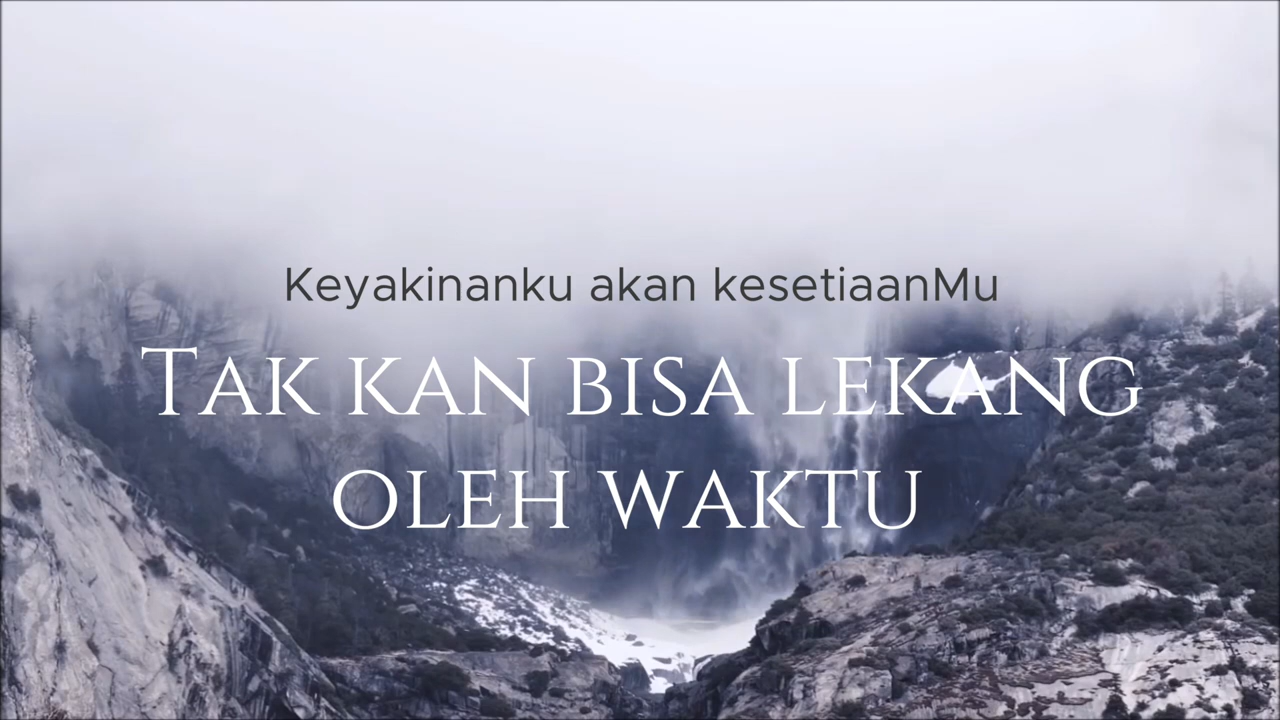 Keyakinanku akan kesetiaanMu
Tak kan bisa lekang
oleh waktu